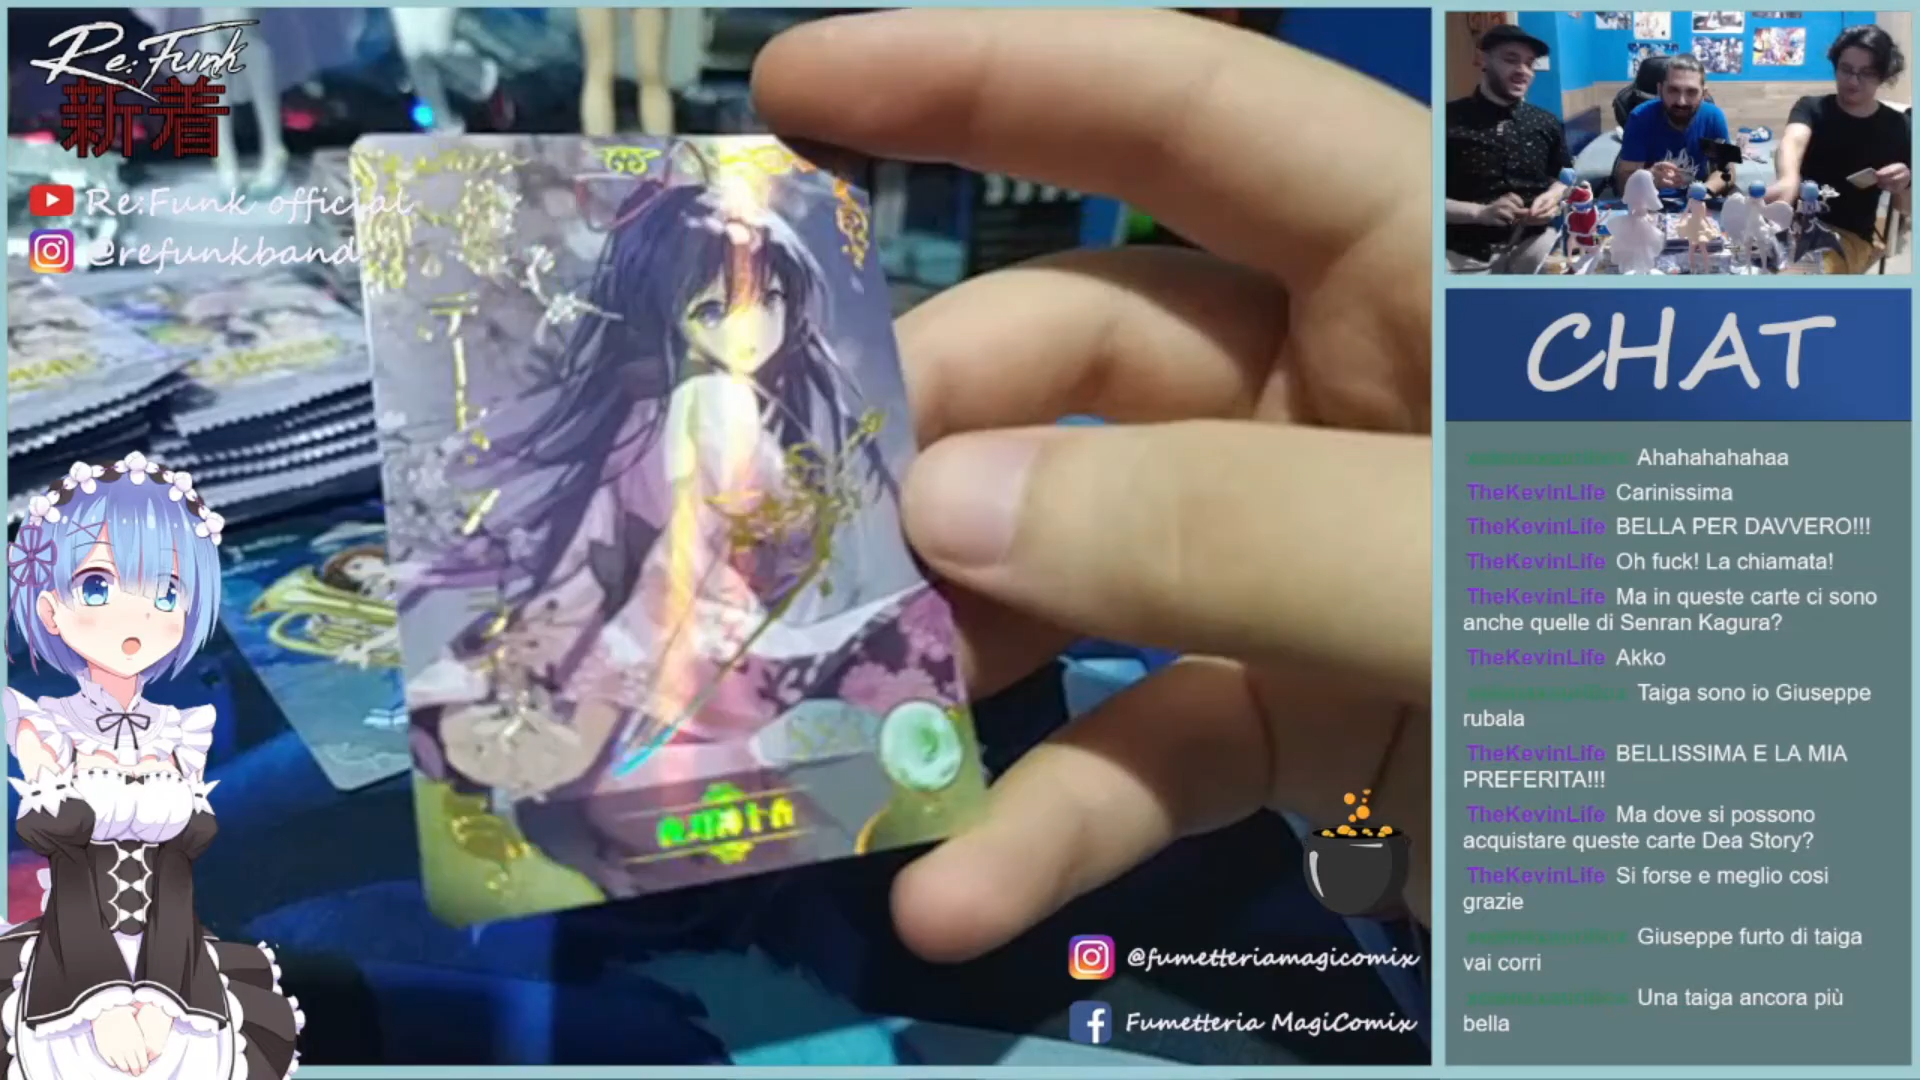 Re:Funk
新着
Re:Funk official
@refunkband
SSR
CHAT
Ahahahahahaa
TheKevinLife Carinissima
TheKevinLife BELLA PER DAVVERO!!!
TheKevinLife Oh fuck! La chiamata!
TheKevinLife Ma in queste carte ci sono
anche quelle di Senran Kagura?
TheKevinLife Akko
Taiga sono io Giuseppe
rubala
TheKevinLife BELLISSIMA E LA MIA
PREFERITA!!!
TheKevinLife Ma dove si possono
acquistare queste carte Dea Story?
TheKevinLife Si forse e meglio cosi
grazie
Giuseppe furto di taiga
vai corri
Una taiga ancora più
bella
@fumetteriamagicomix
Fumetteria MagiComix